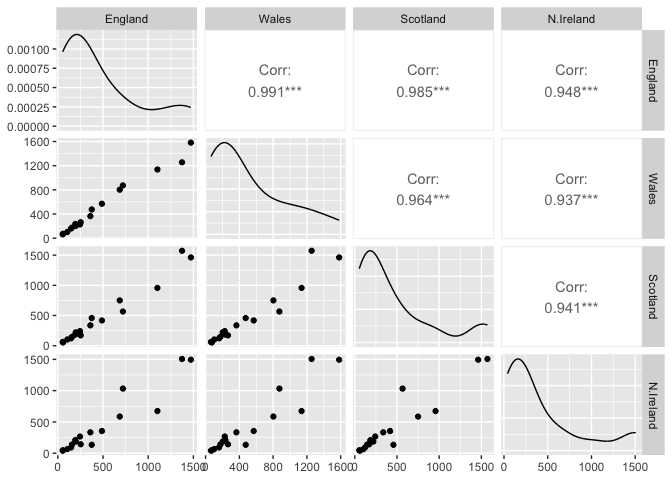 England Wales Scotland N.Ireland
0.00100
0.00075
0.00050
0.00025
0.00000
Corr:
0.991***
Corr:
0.985***
Corr:
0.948***
England
1600
1200
800
400
0
Corr:
0.964***
Corr:
0.937***
Wales
1500
1000
500
0
Corr:
0.941***
Scotland
1500
1000
500
0
N.Ireland
0 500 1000 1500 0 400 800 1200 1600 0 500 1000 1500 0 500 1000 1500